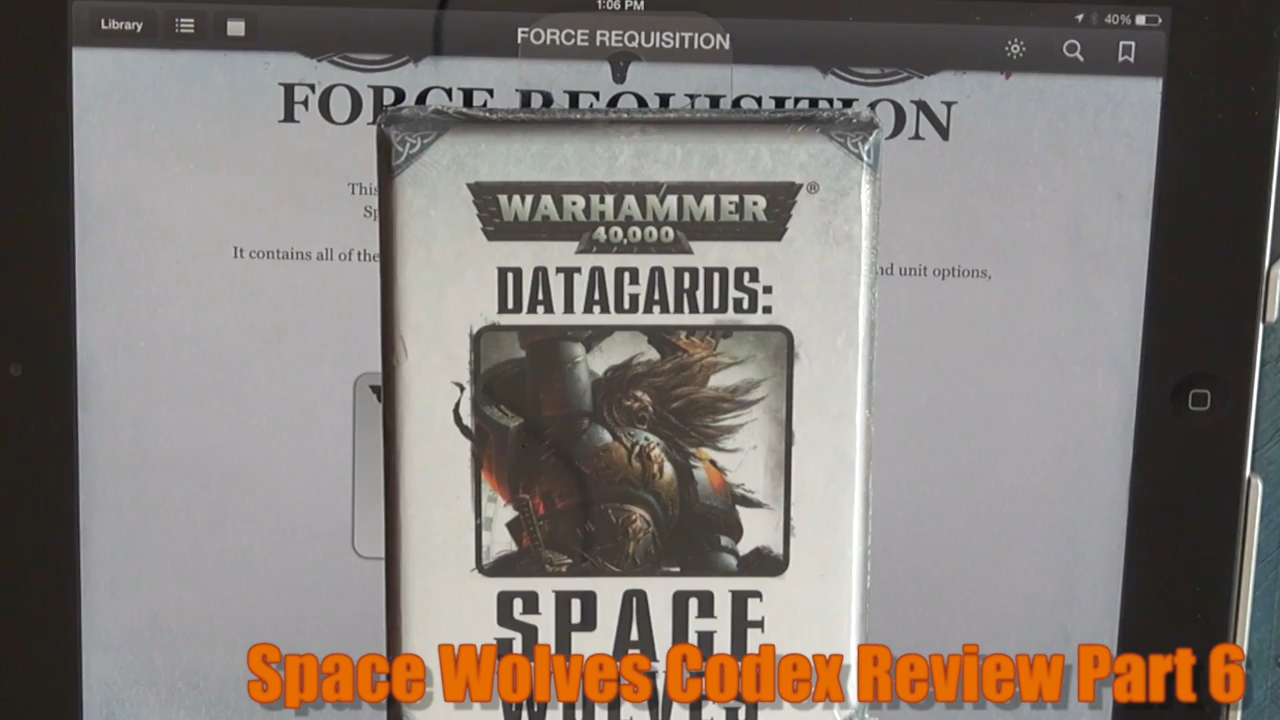 1:06 PM
Library
FORCE REQUISITION
40%
FORCE REQUISITION
This
Sp
It contains all of the
nd unit options,
WARHAMMER®
40,000
DATACARDS:
SPACE
WOLVES
Space Wolves Codex Review Part 6